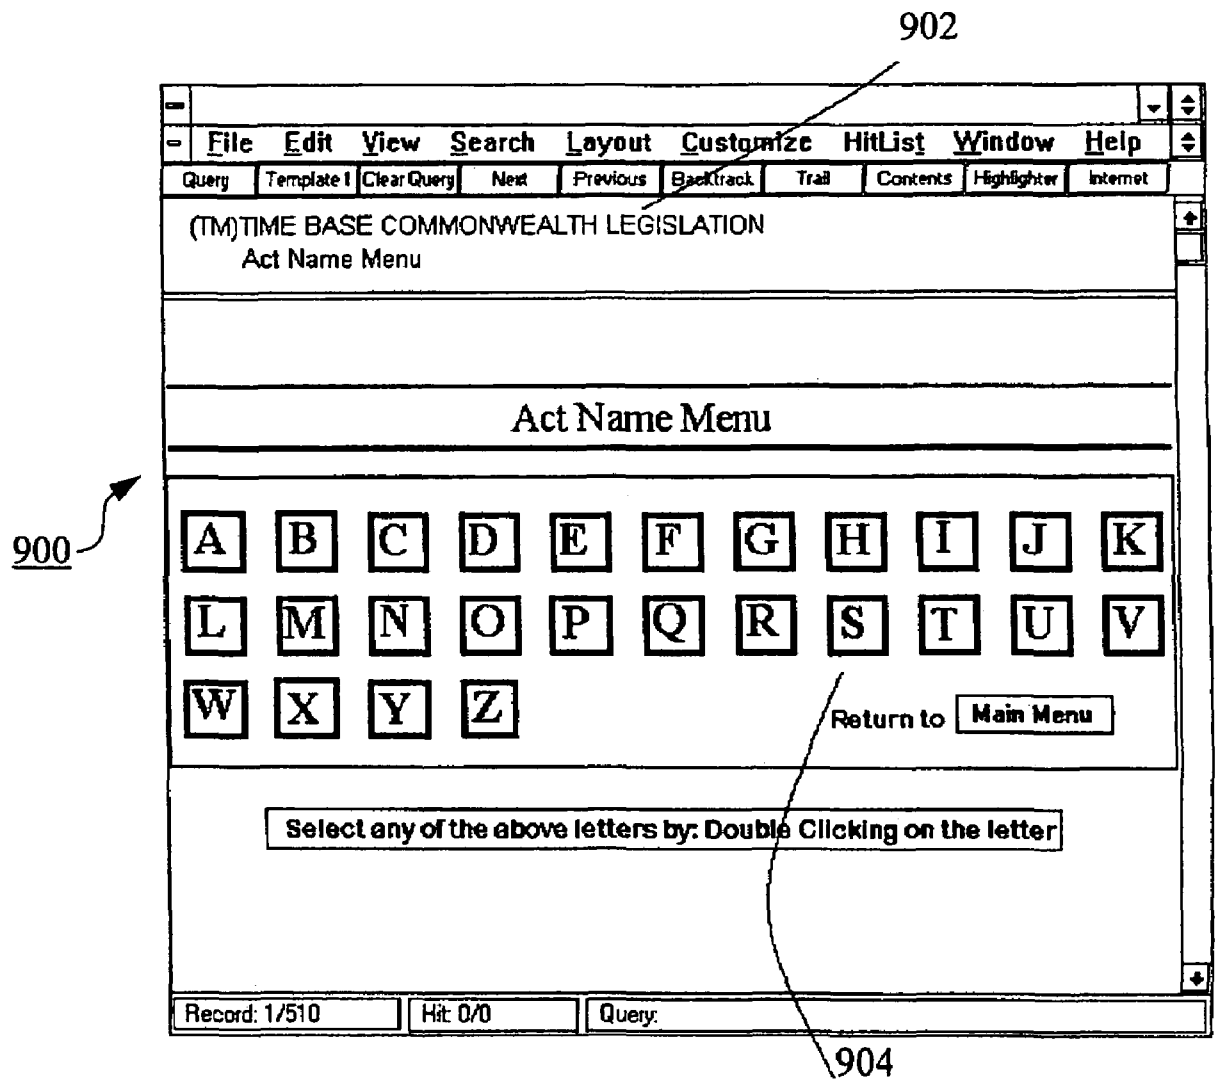 902
File Edit View Search Layout Customize HitList Window Help
Query Template 1 Clear Query Next Previous Backtrack Trail Contents Highlighter Internet
(TM)TIME BASE COMMONWEALTH LEGISLATION
Act Name Menu
Act Name Menu
900
A B C D E F G H I J K
L M N O P Q R S T U V
W X Y Z
Return to Main Menu
Select any of the above letters by: Double Clicking on the letter
Record: 1/510 Hit: 0/0 Query:
904